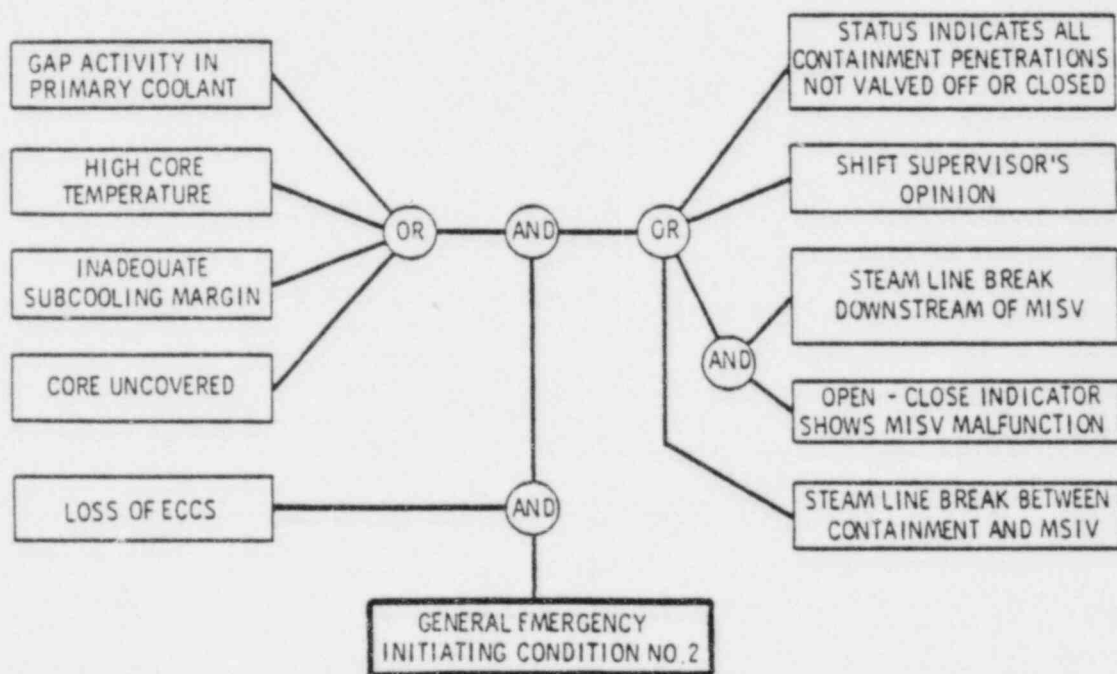 GAP ACTIVITY IN
PRIMARY COOLANT
HIGH CORE
TEMPERATURE
INADEQUATE
SUBCOOLING MARGIN
CORE UNCOVERED
LOSS OF ECCS
OR
AND
OR
AND
AND
STATUS INDICATES ALL
CONTAINMENT PENETRATIONS
NOT VALVED OFF OR CLOSED
SHIFT SUPERVISOR'S
OPINION
STEAM LINE BREAK
DOWNSTREAM OF MISV
OPEN - CLOSE INDICATOR
SHOWS MISV MALFUNCTION
STEAM LINE BREAK BETWEEN
CONTAINMENT AND MSIV
GENERAL EMERGENCY
INITIATING CONDITION NO.2